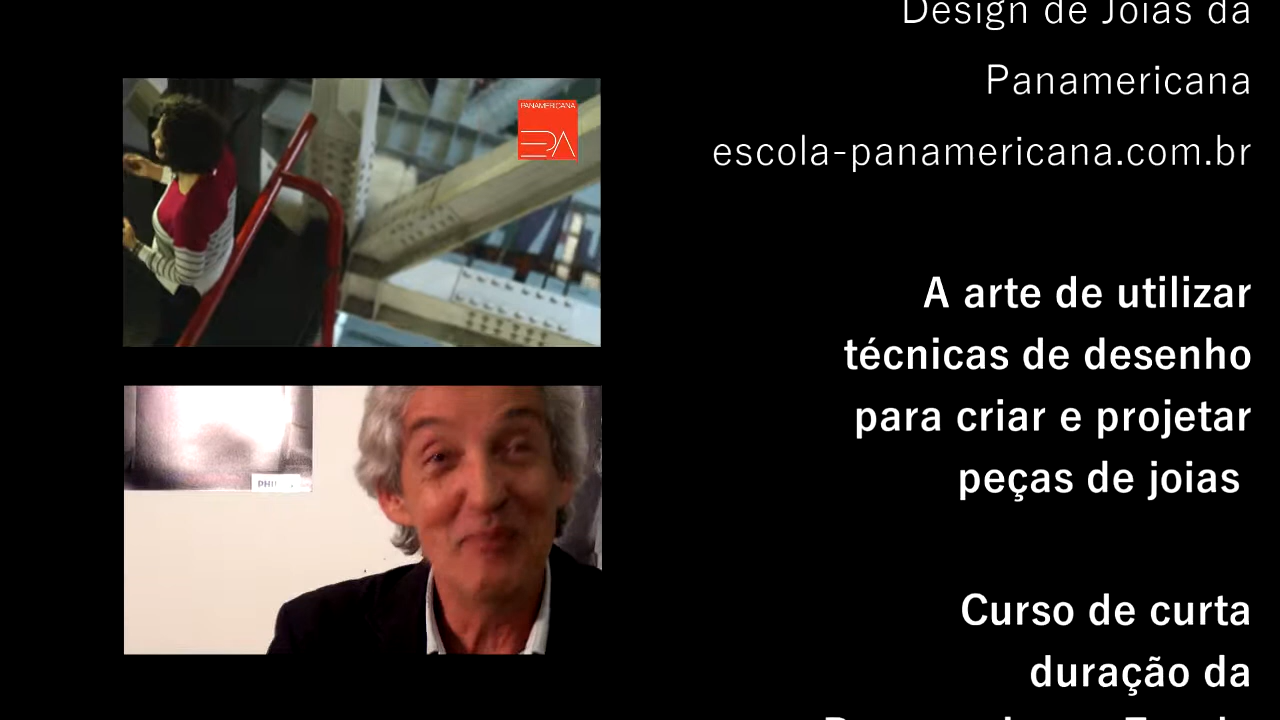 Design de Joias da
Panamericana
escola-panamericana.com.br
PANAMERICANA
A arte de utilizar
técnicas de desenho
para criar e projetar
peças de joias
Curso de curta
duração da